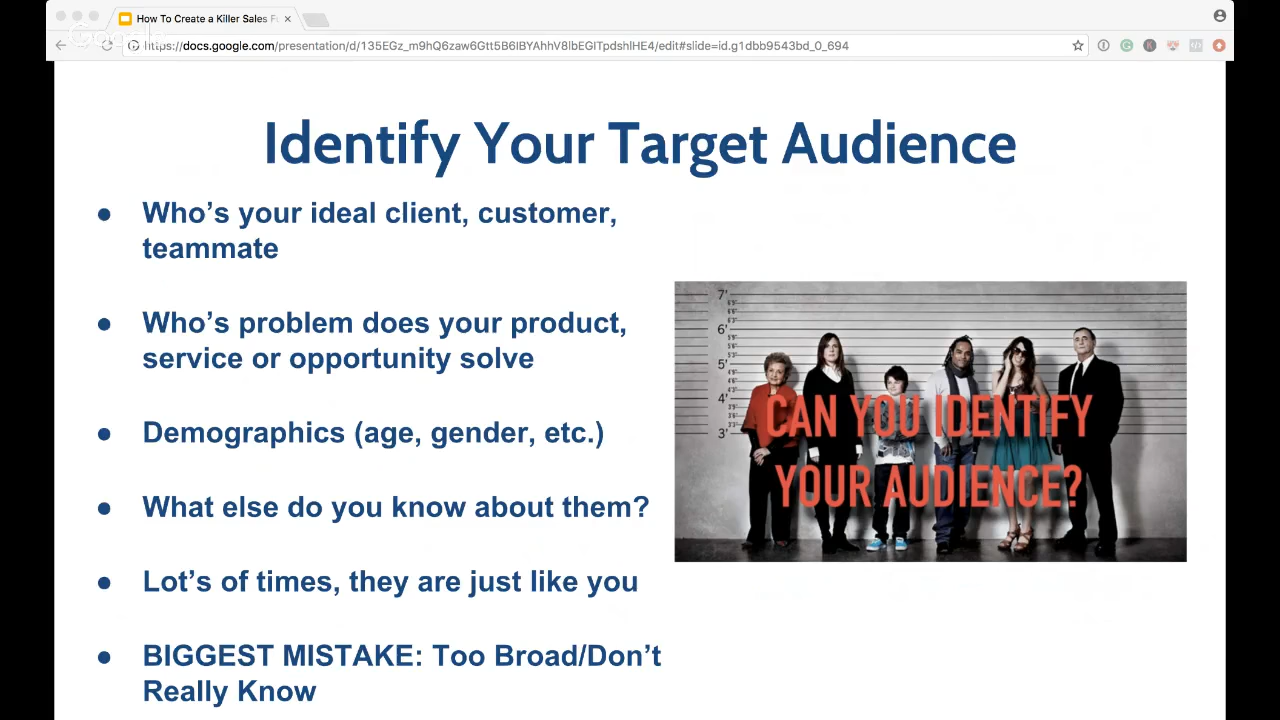 How To Create a Killer Sales Fu
Google
https://docs.google.com/presentation/d/135EGz_m9hQ6zaw6Gtt5B6lBYAhhV8lbEGlTpdshlHE4/edit#slide=id.g1dbb9543bd_0_694
Identify Your Target Audience
● Who’s your ideal client, customer,
teammate
● Who’s problem does your product,
service or opportunity solve
● Demographics (age, gender, etc.)
● What else do you know about them?
● Lot’s of times, they are just like you
● BIGGEST MISTAKE: Too Broad/Don’t
Really Know
7'
6'
5'
4'
3'
CAN YOU IDENTIFY
YOUR AUDIENCE?